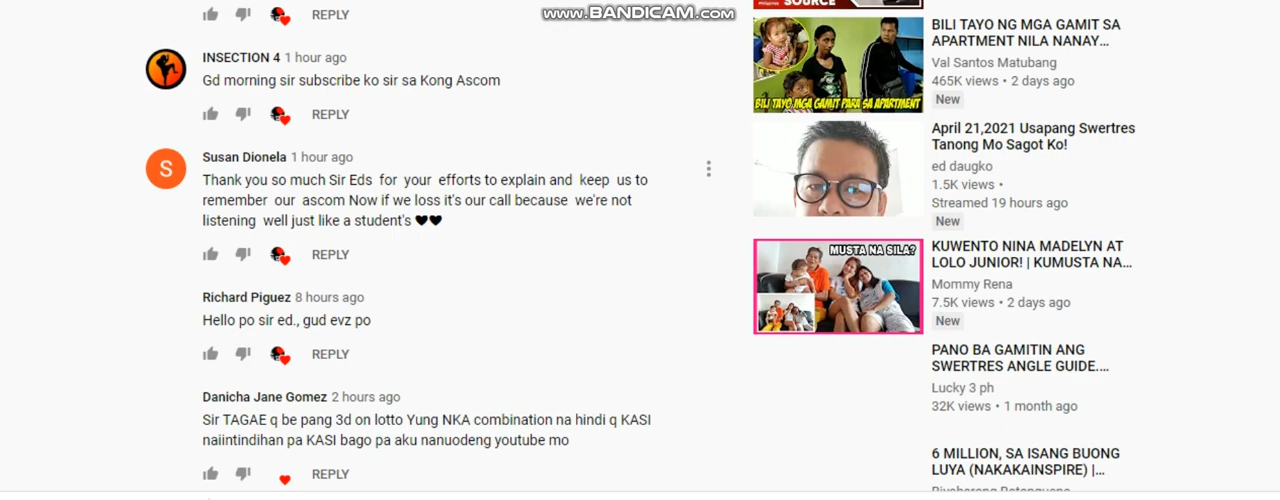 www.BANDICAM.com
REPLY
INSECTION 4 1 hour ago
Gd morning sir subscribe ko sir sa Kong Ascom
REPLY
S
Susan Dionela 1 hour ago
Thank you so much Sir Eds for your efforts to explain and keep us to
remember our ascom Now if we loss it's our call because we're not
listening well just like a student's ♥♥
REPLY
Richard Piguez 8 hours ago
Hello po sir ed., gud evz po
REPLY
Danicha Jane Gomez 2 hours ago
Sir TAGAE q be pang 3d on lotto Yung NKA combination na hindi q KASI
naiintindihan pa KASI bago pa aku nanuodeng youtube mo
REPLY
SOURCE
BILI TAYO MGA GAMIT PARA SA APARTMENT
BILI TAYO NG MGA GAMIT SA
APARTMENT NILA NANAY...
Val Santos Matubang
465K views • 2 days ago
New
April 21,2021 Usapang Swertres
Tanong Mo Sagot Ko!
ed daugko
1.5K views •
Streamed 19 hours ago
New
MUSTA NA SILA?
KUWENTO NINA MADELYN AT
LOLO JUNIOR! | KUMUSTA NA...
Mommy Rena
7.5K views • 2 days ago
New
PANO BA GAMITIN ANG
SWERTRES ANGLE GUIDE....
Lucky 3 ph
32K views • 1 month ago
6 MILLION, SA ISANG BUONG
LUYA (NAKAKAINSPIRE) |...